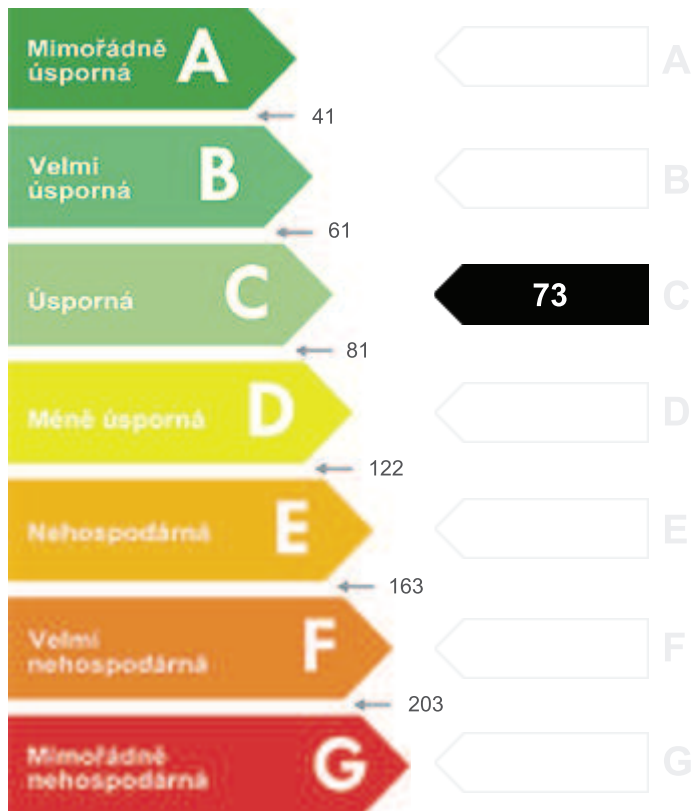 Mimořádně
úsporná
A
A
41
Velmi
úsporná
B
B
61
Úsporná
C
73
C
81
Méně úsporná
D
D
122
Nehospodárná
E
E
163
Velmi
nehospodárná
F
F
203
Mimořádně
nehospodárná
G
G